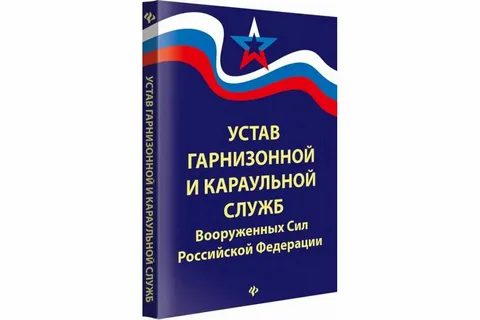 УСТАВ
ГАРНИЗОННОЙ
И КАРАУЛЬНОЙ
СЛУЖБ
Вооруженных Сил
Российской Федерации
УСТАВ ГАРНИЗОННОЙ И КАРАУЛЬНОЙ СЛУЖБ